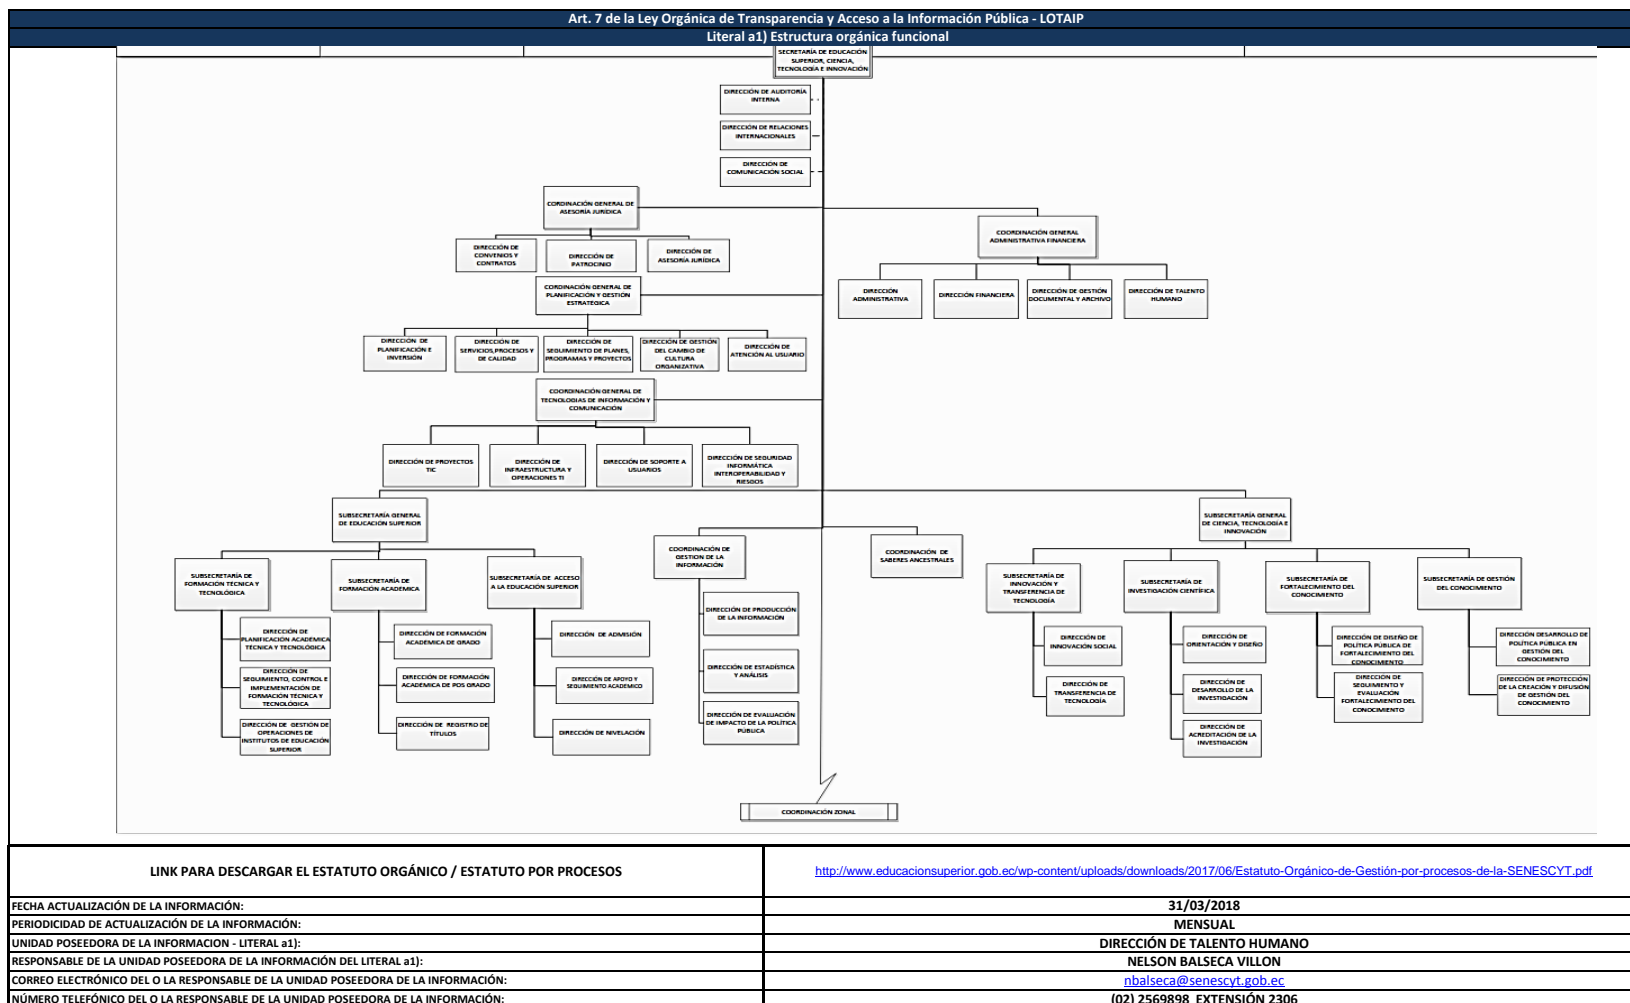 Art. 7 de la Ley Orgánica de Transparencia y Acceso a la Información Pública - LOTAIP
Literal a1) Estructura orgánica funcional
SECRETARÍA DE EDUCACIÓN
SUPERIOR, CIENCIA,
TECNOLOGÍA E INNOVACIÓN
DIRECCIÓN DE AUDITORÍA
INTERNA
DIRECCIÓN DE RELACIONES
INTERNACIONALES
DIRECCIÓN DE
COMUNICACIÓN SOCIAL
CORDINACIÓN GENERAL DE
ASESORÍA JURÍDICA
COORDINACIÓN GENERAL
ADMINISTRATIVA FINANCIERA
DIRECCIÓN DE
CONVENIOS Y
CONTRATOS
DIRECCIÓN DE
PATROCINIO
DIRECCIÓN DE
ASESORÍA JURÍDICA
DIRECCIÓN
ADMINISTRATIVA
DIRECCIÓN FINANCIERA
DIRECCIÓN DE GESTIÓN
DOCUMENTAL Y ARCHIVO
DIRECCIÓN DE TALENTO
HUMANO
CORDINACIÓN GENERAL DE
PLANIFICACIÓN Y GESTIÓN
ESTRATÉGICA
DIRECCIÓN DE
PLANIFICACIÓN E
INVERSIÓN
DIRECCIÓN DE
SERVICIOS,PROCESOS Y
DE CALIDAD
DIRECCIÓN DE
SEGUIMIENTO DE PLANES,
PROGRAMAS Y PROYECTOS
DIRECCIÓN DE GESTIÓN
DEL CAMBIO DE
CULTURA
ORGANIZATIVA
DIRECCIÓN DE
ATENCIÓN AL USUARIO
COORDINACIÓN GENERAL DE
TECNOLOGIAS DE INFORMACIÓN Y
COMUNICACIÓN
DIRECCIÓN DE PROYECTOS
TIC
DIRECCIÓN DE
INFRAESTRUCTURA Y
OPERACIONES TI
DIRECCIÓN DE SOPORTE A
USUARIOS
DIRECCIÓN DE SEGURIDAD
INFORMÁTICA
INTEROPERABILIDAD Y
RIESGOS
SUBSECRETARÍA GENERAL
DE EDUCACIÓN SUPERIOR
SUBSECRETARÍA GENERAL
DE CIENCIA, TECNOLOGÍA E
INNOVACIÓN
COORDINACIÓN DE
GESTION DE LA
INFORMACIÓN
COORDINACIÓN DE
SABERES ANCESTRALES
SUBSECRETARÍA DE
FORMACIÓN TÉCNICA Y
TECNOLÓGICA
SUBSECRETARÍA DE
FORMACIÓN ACADÉMICA
SUBSECRETARÍA DE ACCESO
A LA EDUCACIÓN SUPERIOR
SUBSECRETARÍA DE
INNOVACIÓN Y
TRANSFERENCIA DE
TECNOLOGÍA
SUBSECRETARÍA DE
INVESTIGACIÓN CIENTÍFICA
SUBSECRETARÍA DE
FORTALECIMIENTO DEL
CONOCIMIENTO
SUBSECRETARÍA DE GESTIÓN
DEL CONOCIMIENTO
DIRECCIÓN DE
PLANIFICACIÓN ACADÉMICA
TÉCNICA Y TECNOLÓGICA
DIRECCIÓN DE
SEGUIMIENTO, CONTROL E
IMPLEMENTACIÓN DE
FORMACIÓN TÉCNICA Y
TECNOLÓGICA
DIRECCIÓN DE GESTIÓN DE
OPERACIONES DE
INSTITUTOS DE EDUCACIÓN
SUPERIOR
DIRECCIÓN DE FORMACIÓN
ACADÉMICA DE GRADO
DIRECCIÓN DE FORMACIÓN
ACADÉMICA DE POS GRADO
DIRECCIÓN DE REGISTRO DE
TÍTULOS
DIRECCIÓN DE ADMISIÓN
DIRECCIÓN DE APOYO Y
SEGUIMIENTO ACADÉMICO
DIRECCIÓN DE NIVELACIÓN
DIRECCIÓN DE PRODUCCIÓN
DE LA INFORMACIÓN
DIRECCIÓN DE ESTADÍSTICA
Y ANÁLISIS
DIRECCIÓN DE EVALUACIÓN
DE IMPACTO DE LA POLÍTICA
PÚBLICA
DIRECCIÓN DE
INNOVACIÓN SOCIAL
DIRECCIÓN DE
TRANSFERENCIA DE
TECNOLOGÍA
DIRECCIÓN DE
ORIENTACIÓN Y DISEÑO
DIRECCIÓN DE
DESARROLLO DE LA
INVESTIGACIÓN
DIRECCIÓN DE
ACREDITACIÓN DE LA
INVESTIGACIÓN
DIRECCIÓN DE DISEÑO DE
POLÍTICA PÚBLICA DE
FORTALECIMIENTO DEL
CONOCIMIENTO
DIRECCIÓN DE
SEGUIMIENTO Y
EVALUACIÓN
FORTALECIMIENTO DEL
CONOCIMIENTO
DIRECCIÓN DESARROLLO DE
POLÍTICA PÚBLICA EN
GESTIÓN DEL
CONOCIMIENTO
DIRECCIÓN DE PROTECCIÓN
DE LA CREACIÓN Y DIFUSIÓN
DE GESTIÓN DEL
CONOCIMIENTO
COORDINACIÓN ZONAL
LINK PARA DESCARGAR EL ESTATUTO ORGÁNICO / ESTATUTO POR PROCESOS
http://www.educacionsuperior.gob.ec/wp-content/uploads/downloads/2017/06/Estatuto-Orgánico-de-Gestión-por-procesos-de-la-SENESCYT.pdf
FECHA ACTUALIZACIÓN DE LA INFORMACIÓN: 31/03/2018
PERIODICIDAD DE ACTUALIZACIÓN DE LA INFORMACIÓN: MENSUAL
UNIDAD POSEEDORA DE LA INFORMACION - LITERAL a1): DIRECCIÓN DE TALENTO HUMANO
RESPONSABLE DE LA UNIDAD POSEEDORA DE LA INFORMACIÓN DEL LITERAL a1): NELSON BALSECA VILLON
CORREO ELECTRÓNICO DEL O LA RESPONSABLE DE LA UNIDAD POSEEDORA DE LA INFORMACIÓN: nbalseca@senescyt.gob.ec
NÚMERO TELEFÓNICO DEL O LA RESPONSABLE DE LA UNIDAD POSEEDORA DE LA INFORMACIÓN: (02) 2569898 EXTENSIÓN 2306